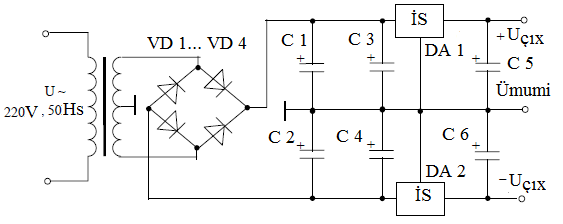 U ~
220V, 50Hs
VD 1... VD 4
C 1
C 3
İS
DA 1
+Uçıx
C 5
Ümumi
C 2
C 4
C 6
DA 2
İS
−Uçıx
+
+
+
+
+
+